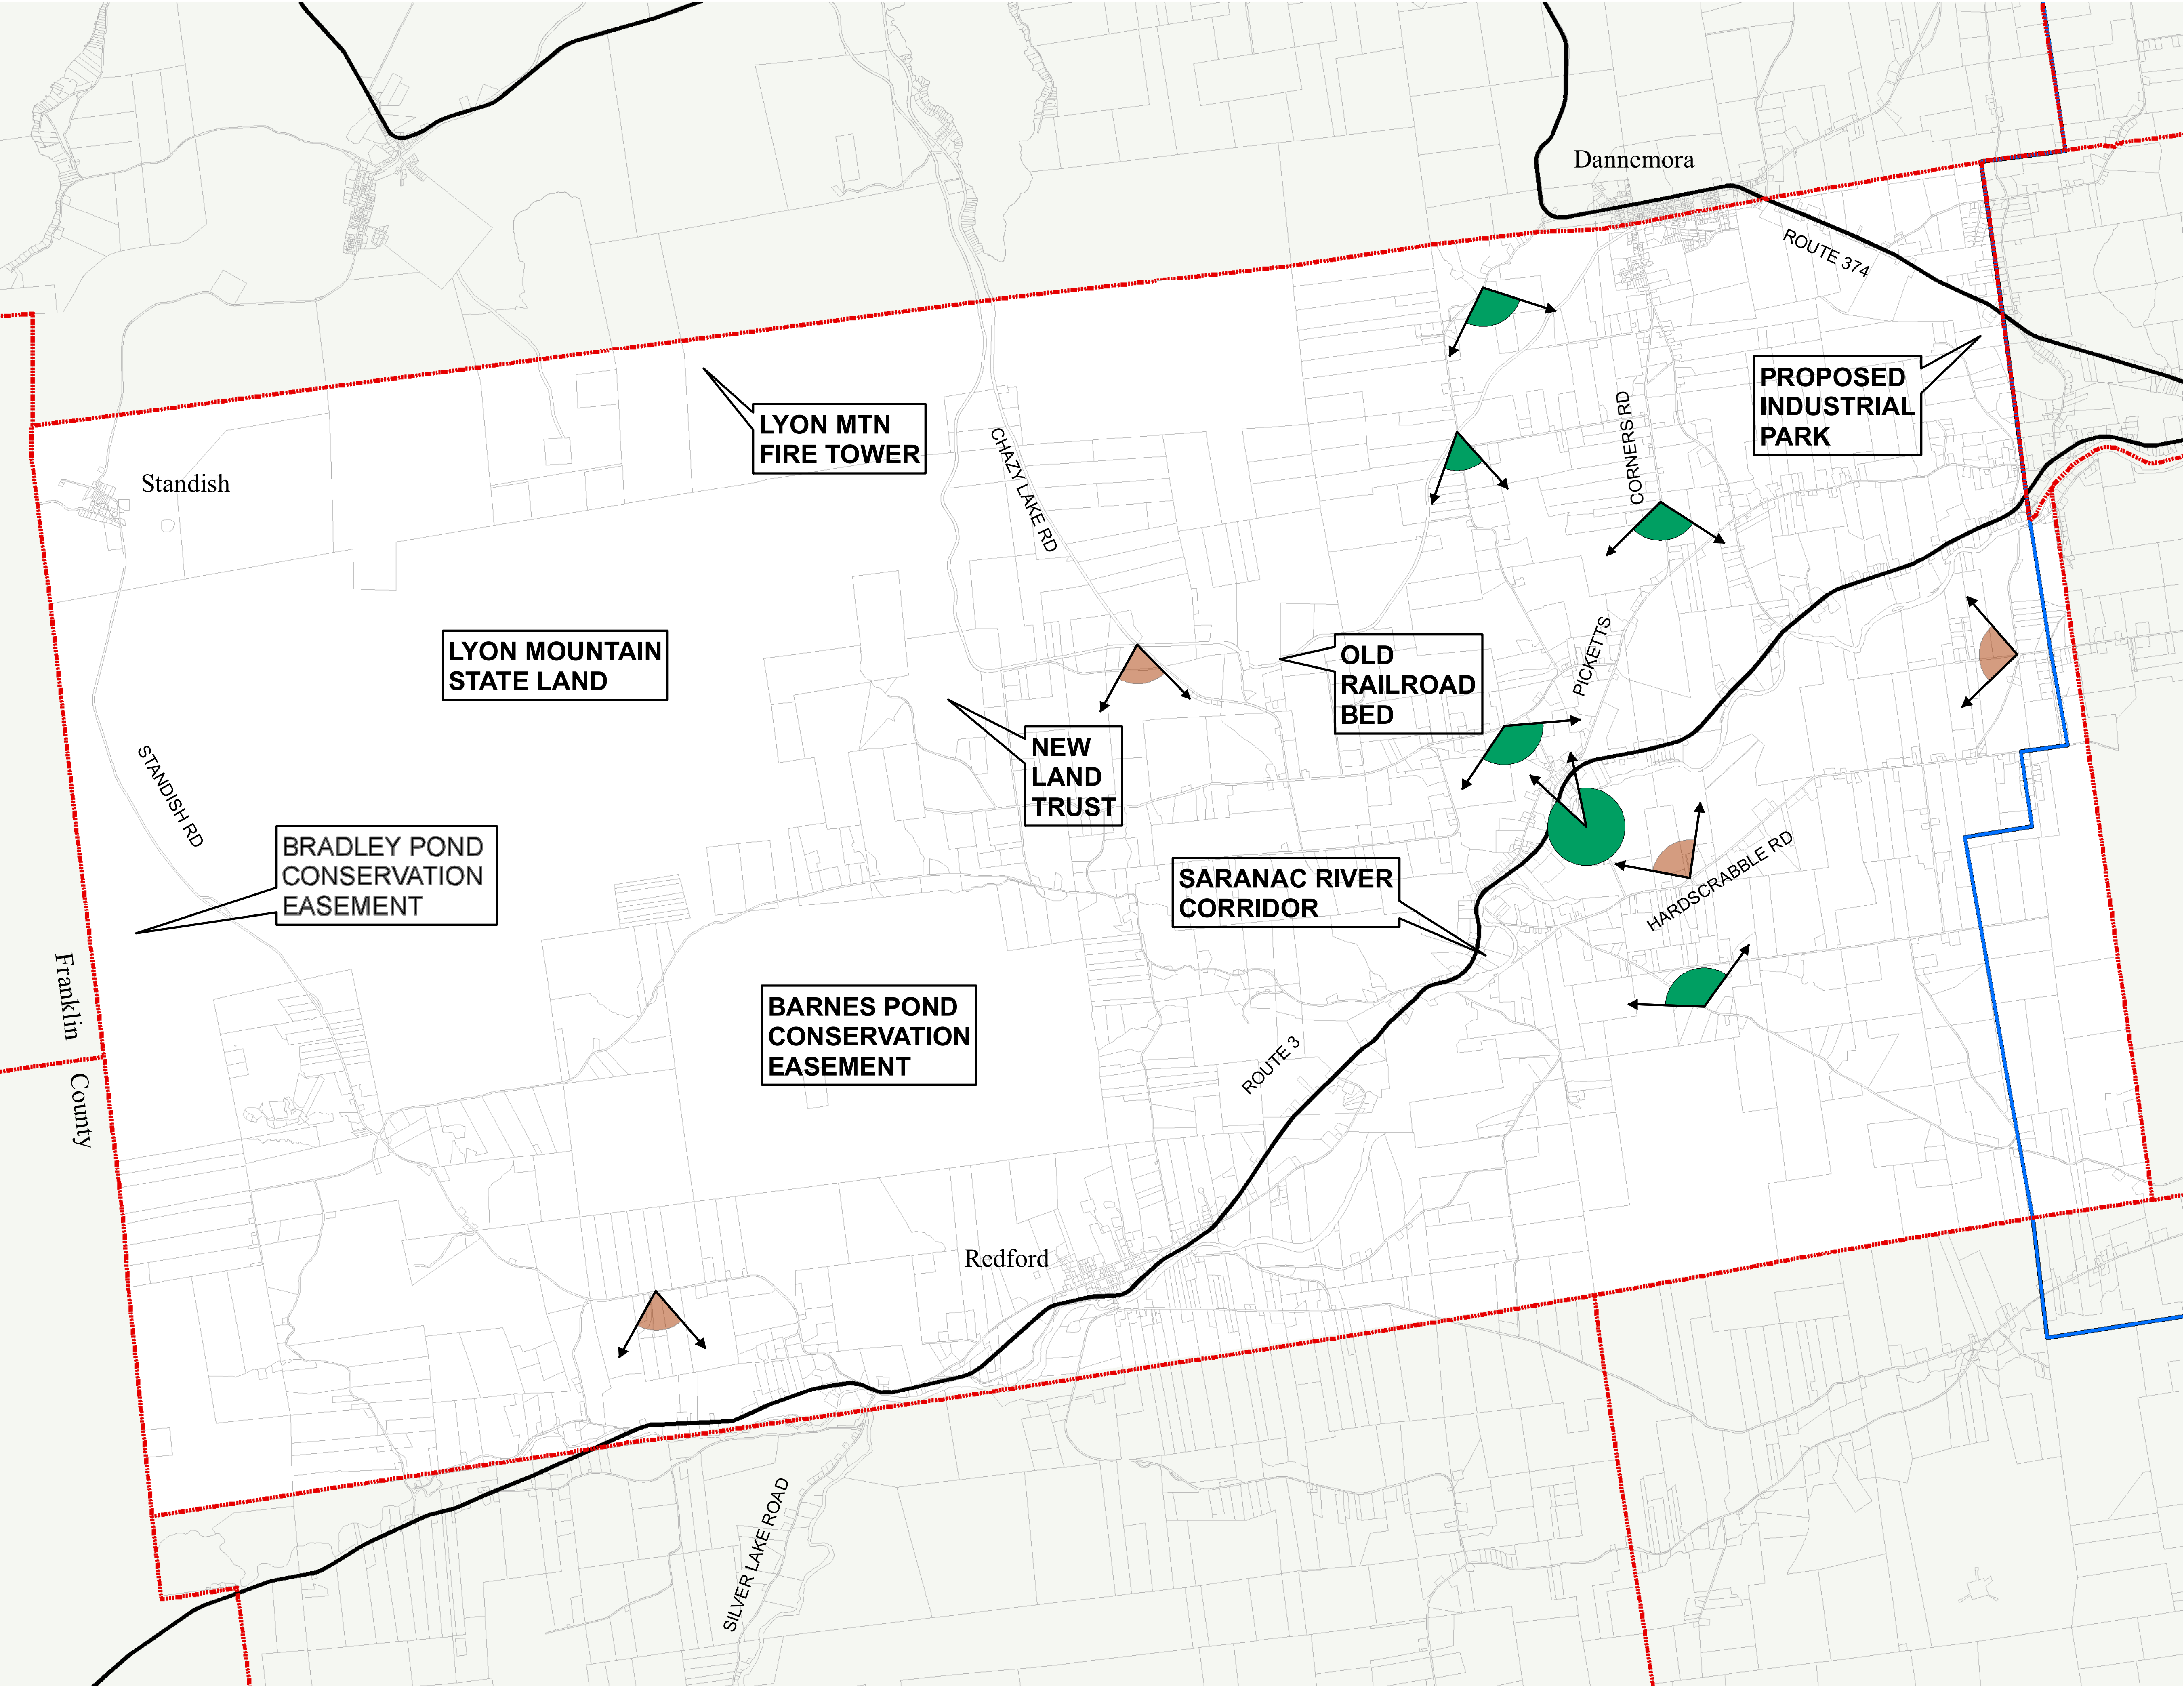 Dannemora
ROUTE 374
PROPOSED
INDUSTRIAL
PARK
LYON MTN
FIRE TOWER
CHAZY LAKE RD
CORNERS RD
Standish
LYON MOUNTAIN
STATE LAND
OLD
RAILROAD
BED
PICKETTS
NEW
LAND
TRUST
STANDISH RD
BRADLEY POND
CONSERVATION
EASEMENT
SARANAC RIVER
CORRIDOR
HARDSCRABBLE RD
Franklin
County
BARNES POND
CONSERVATION
EASEMENT
ROUTE 3
Redford
SILVER LAKE ROAD